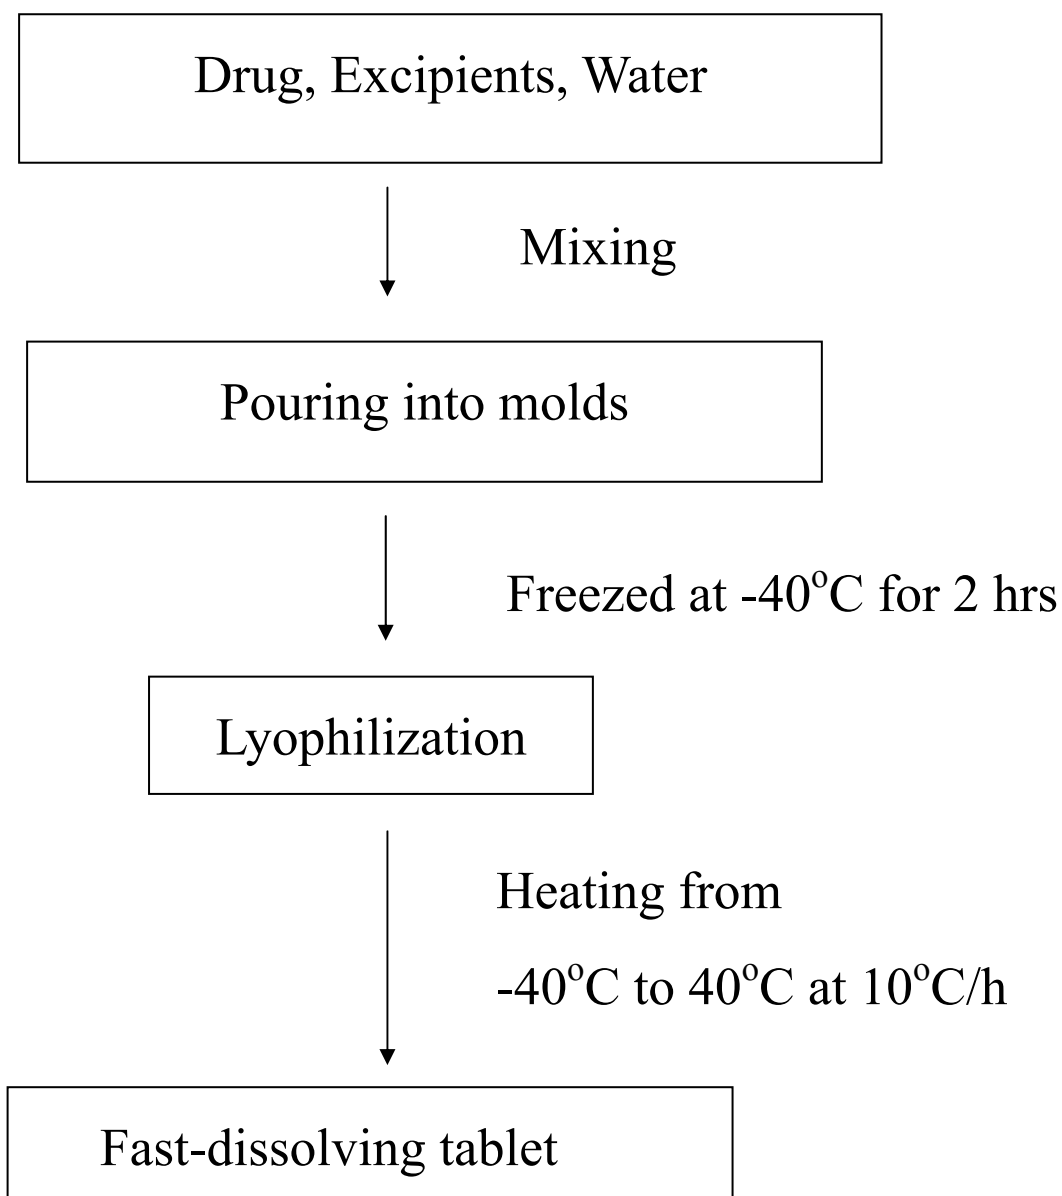 Drug, Excipients, Water
Mixing
Pouring into molds
Freezed at -40°C for 2 hrs
Lyophilization
Heating from
-40°C to 40°C at 10°C/h
Fast-dissolving tablet